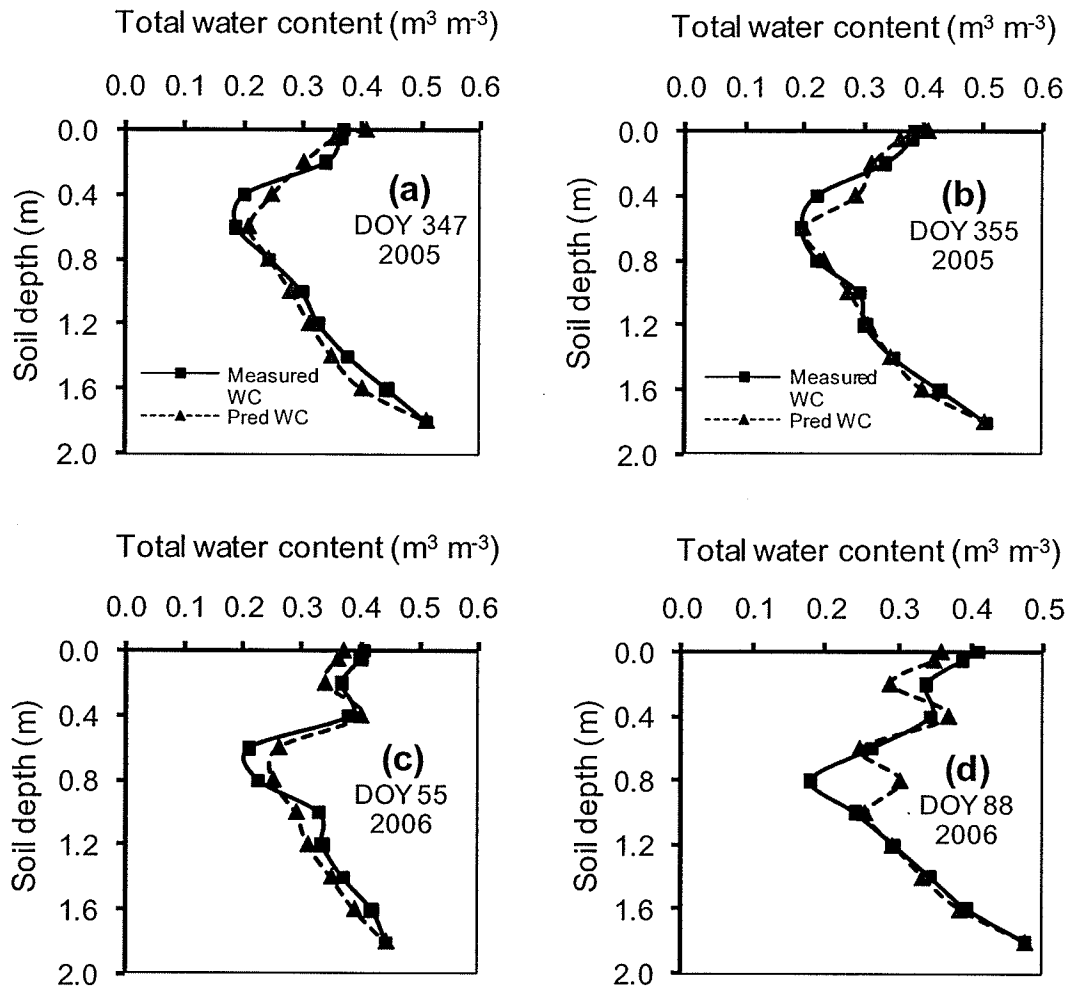 Total water content (m³ m⁻³)
0.0 0.1 0.2 0.3 0.4 0.5 0.6
0.0
0.4
0.8
1.2
1.6
2.0
Soil depth (m)
(a)
DOY 347
2005
Measured
WC
Pred WC
Total water content (m³ m⁻³)
0.0 0.1 0.2 0.3 0.4 0.5 0.6
0.0
0.4
0.8
1.2
1.6
2.0
Soil depth (m)
(b)
DOY 355
2005
Measured
WC
Pred WC
Total water content (m³ m⁻³)
0.0 0.1 0.2 0.3 0.4 0.5 0.6
0.0
0.4
0.8
1.2
1.6
2.0
Soil depth (m)
(c)
DOY 55
2006
Total water content (m³ m⁻³)
0.0 0.1 0.2 0.3 0.4 0.5
0.0
0.4
0.8
1.2
1.6
2.0
Soil depth (m)
(d)
DOY 88
2006